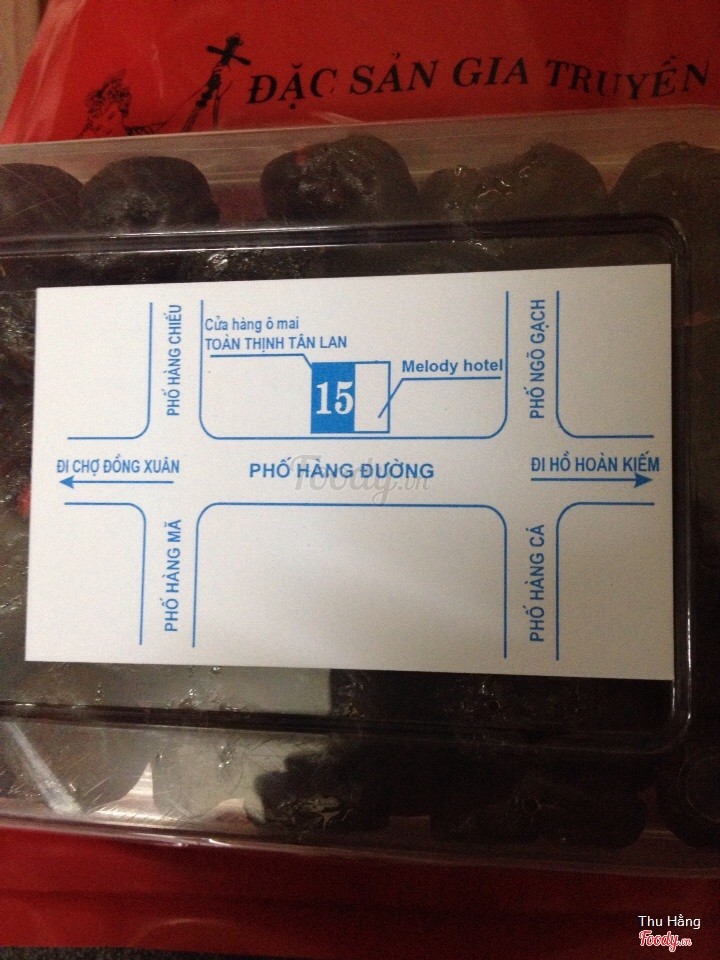 ĐẶC SẢN GIA TRUYỀN
PHỐ HÀNG CHIẾU
Cửa hàng ô mai
TOÀN THỊNH TÂN LAN
15
Melody hotel
PHỐ NGÕ GẠCH
ĐI CHỢ ĐỒNG XUÂN
PHỐ HÀNG ĐƯỜNG
ĐI HỒ HOÀN KIẾM
Foody.vn
PHỐ HÀNG MÃ
PHỐ HÀNG CÁ
Thu Hằng
Foody.vn